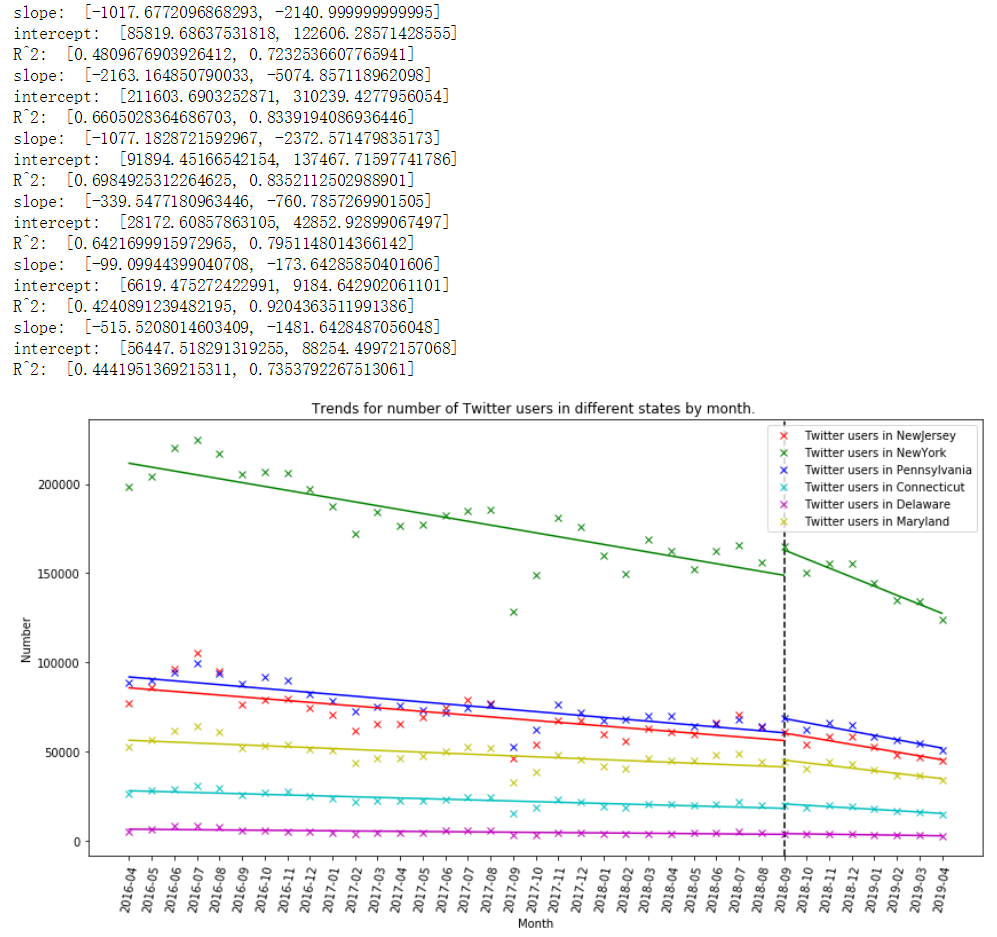 slope:  [-1017.6772096868293, -2140.999999999995]
intercept:  [85819.68637531818, 122606.28571428555]
R^2:  [0.4809676903926412, 0.7232536607765941]
slope:  [-2163.164850790033, -5074.857118962098]
intercept:  [211603.6903252871, 310239.4277956054]
R^2:  [0.6605028364686703, 0.8339194086936446]
slope:  [-1077.1828721592967, -2372.571479835173]
intercept:  [91894.45166542154, 137467.71597741786]
R^2:  [0.6984925312264625, 0.8352112502988901]
slope:  [-339.5477180963446, -760.7857269901505]
intercept:  [28172.60857863105, 42852.92899067497]
R^2:  [0.6421699915972965, 0.7951148014366142]
slope:  [-99.09944399040708, -173.64285850401606]
intercept:  [6619.475272422991, 9184.642902061101]
R^2:  [0.4240891239482195, 0.9204363511991386]
slope:  [-515.5208014603409, -1481.6428487056048]
intercept:  [56447.518291319255, 88254.49972157068]
R^2:  [0.4441951369215311, 0.7353792267513061]
Trends for number of Twitter users in different states by month.
Twitter users in NewJersey
Twitter users in NewYork
Twitter users in Pennsylvania
Twitter users in Connecticut
Twitter users in Delaware
Twitter users in Maryland
Number
200000
150000
100000
50000
0
2016-04
2016-05
2016-06
2016-07
2016-08
2016-09
2016-10
2016-11
2016-12
2017-01
2017-02
2017-03
2017-04
2017-05
2017-06
2017-07
2017-08
2017-09
2017-10
2017-11
2017-12
2018-01
2018-02
2018-03
2018-04
2018-05
2018-06
2018-07
2018-08
2018-09
2018-10
2018-11
2018-12
2019-01
2019-02
2019-03
2019-04
Month